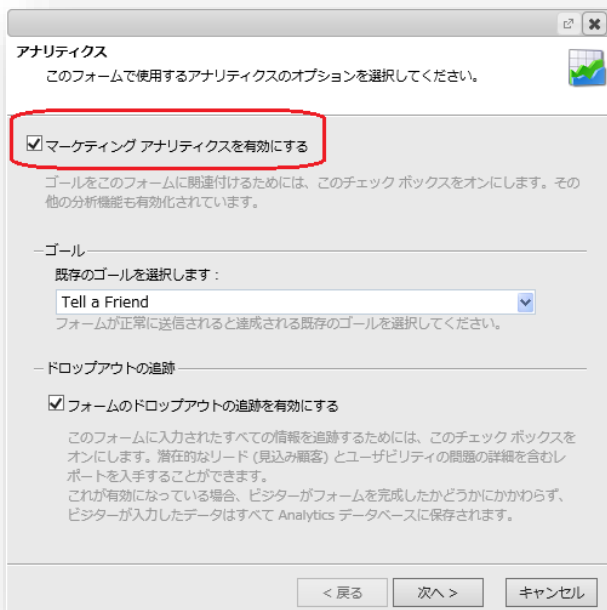 アナリティクス
このフォームで使用するアナリティクスのオプションを選択してください。
マーケティング アナリティクスを有効にする
ゴールをこのフォームに関連付けるためには、このチェック ボックスをオンにします。その
他の分析機能も有効化されています。
ゴール
既存のゴールを選択します :
Tell a Friend
フォームが正常に送信されると達成される既存のゴールを選択してください。
ドロップアウトの追跡
フォームのドロップアウトの追跡を有効にする
このフォームに入力されたすべての情報を追跡するためには、このチェック ボックスを
オンにします。潜在的なリード (見込み顧客) とユーザビリティの問題の詳細を含むレ
ポートを入手することができます。
これが有効になっている場合、ビジターがフォームを完成したかどうかにかかわらず、
ビジターが入力したデータはすべて Analytics データベースに保存されます。
< 戻る 次へ > キャンセル